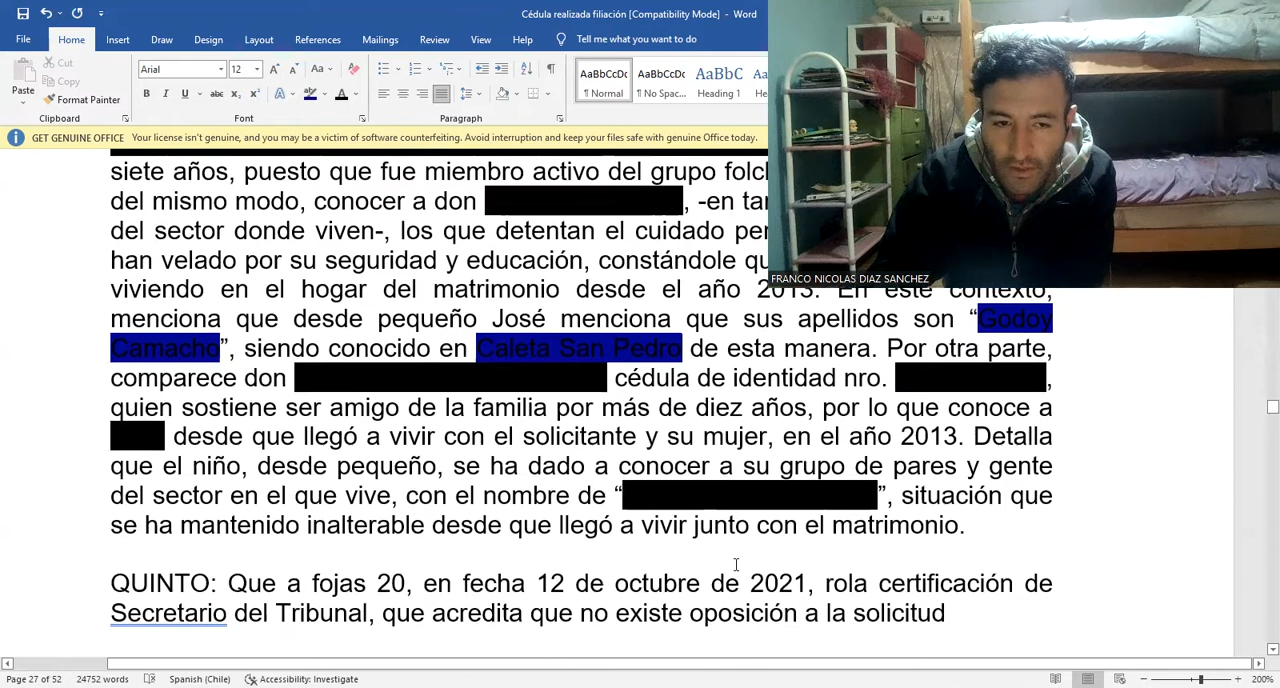 Cédula realizada filiación [Compatibility Mode] - Word
File Home Insert Draw Design Layout References Mailings Review View Help Tell me what you want to do
Cut
Copy
Paste
Format Painter
Arial 12
AaBbCcDc AaBbCcDc AaBbC AaBbCcD
¶ Normal ¶ No Spac... Heading 1
Clipboard Font Paragraph
GET GENUINE OFFICE Your license isn't genuine, and you may be a victim of software counterfeiting. Avoid interruption and keep your files safe with genuine Office today.
siete años, puesto que fue miembro activo del grupo folc
del mismo modo, conocer a don , -en tar
del sector donde viven-, los que detentan el cuidado per
han velado por su seguridad y educación, constándole qu
viviendo en el hogar del matrimonio desde el año 2013. En este contexto,
menciona que desde pequeño José menciona que sus apellidos son “Godoy
Camacho”, siendo conocido en Caleta San Pedro de esta manera. Por otra parte,
comparece don cédula de identidad nro. ,
quien sostiene ser amigo de la familia por más de diez años, por lo que conoce a
desde que llegó a vivir con el solicitante y su mujer, en el año 2013. Detalla
que el niño, desde pequeño, se ha dado a conocer a su grupo de pares y gente
del sector en el que vive, con el nombre de “ ”, situación que
se ha mantenido inalterable desde que llegó a vivir junto con el matrimonio.
QUINTO: Que a fojas 20, en fecha 12 de octubre de 2021, rola certificación de
Secretario del Tribunal, que acredita que no existe oposición a la solicitud
FRANCO NICOLAS DIAZ SANCHEZ
Page 27 of 52 24752 words Spanish (Chile) Accessibility: Investigate 200%